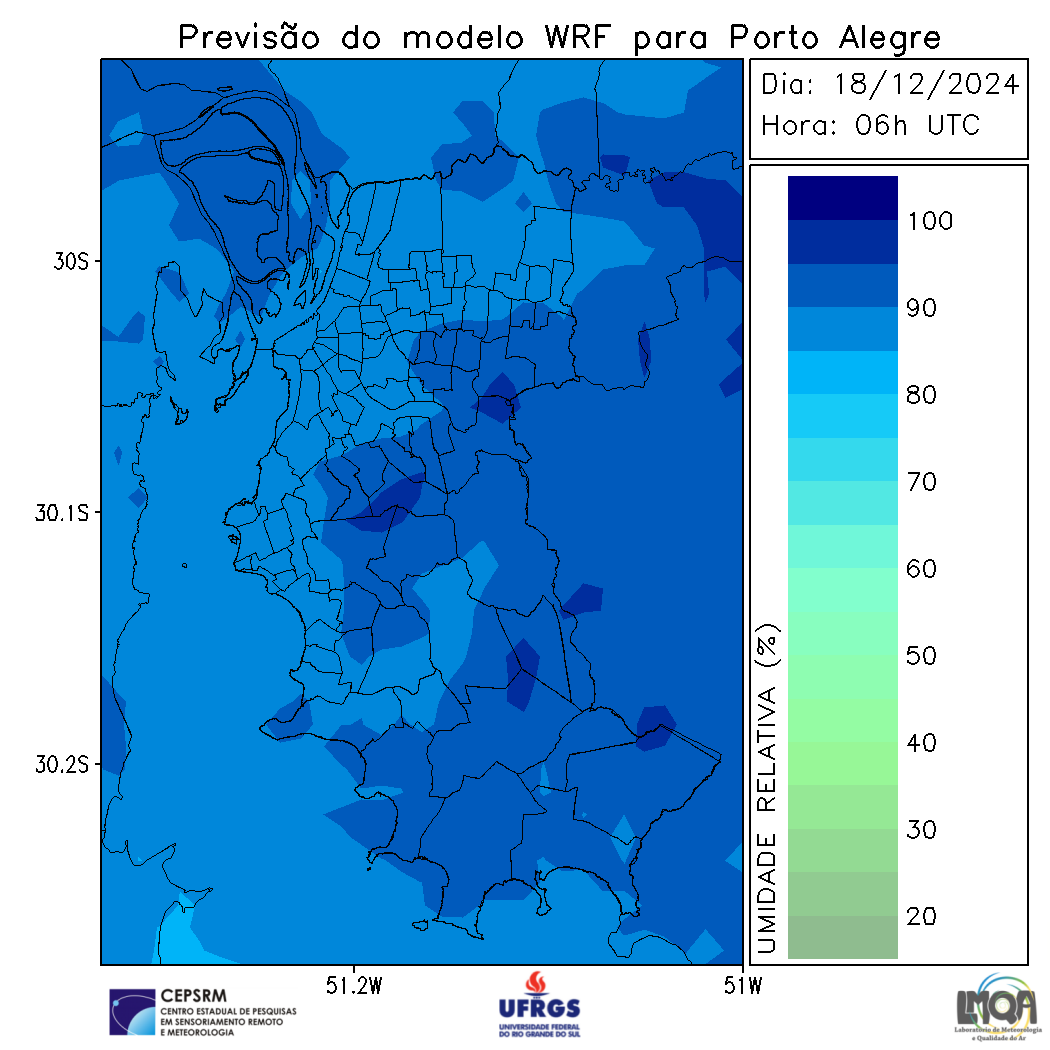 Previsão do modelo WRF para Porto Alegre
Dia: 18/12/2024
Hora: 06h UTC
30S
30.1S
30.2S
51.2W
51W
UMIDADE RELATIVA (%)
100
90
80
70
60
50
40
30
20
CEPSRM
CENTRO ESTADUAL DE PESQUISAS
EM SENSORIAMENTO REMOTO
E METEOROLOGIA
UFRGS
UNIVERSIDADE FEDERAL
DO RIO GRANDE DO SUL
LMQA
Laboratório de Meteorologia
e Qualidade do Ar